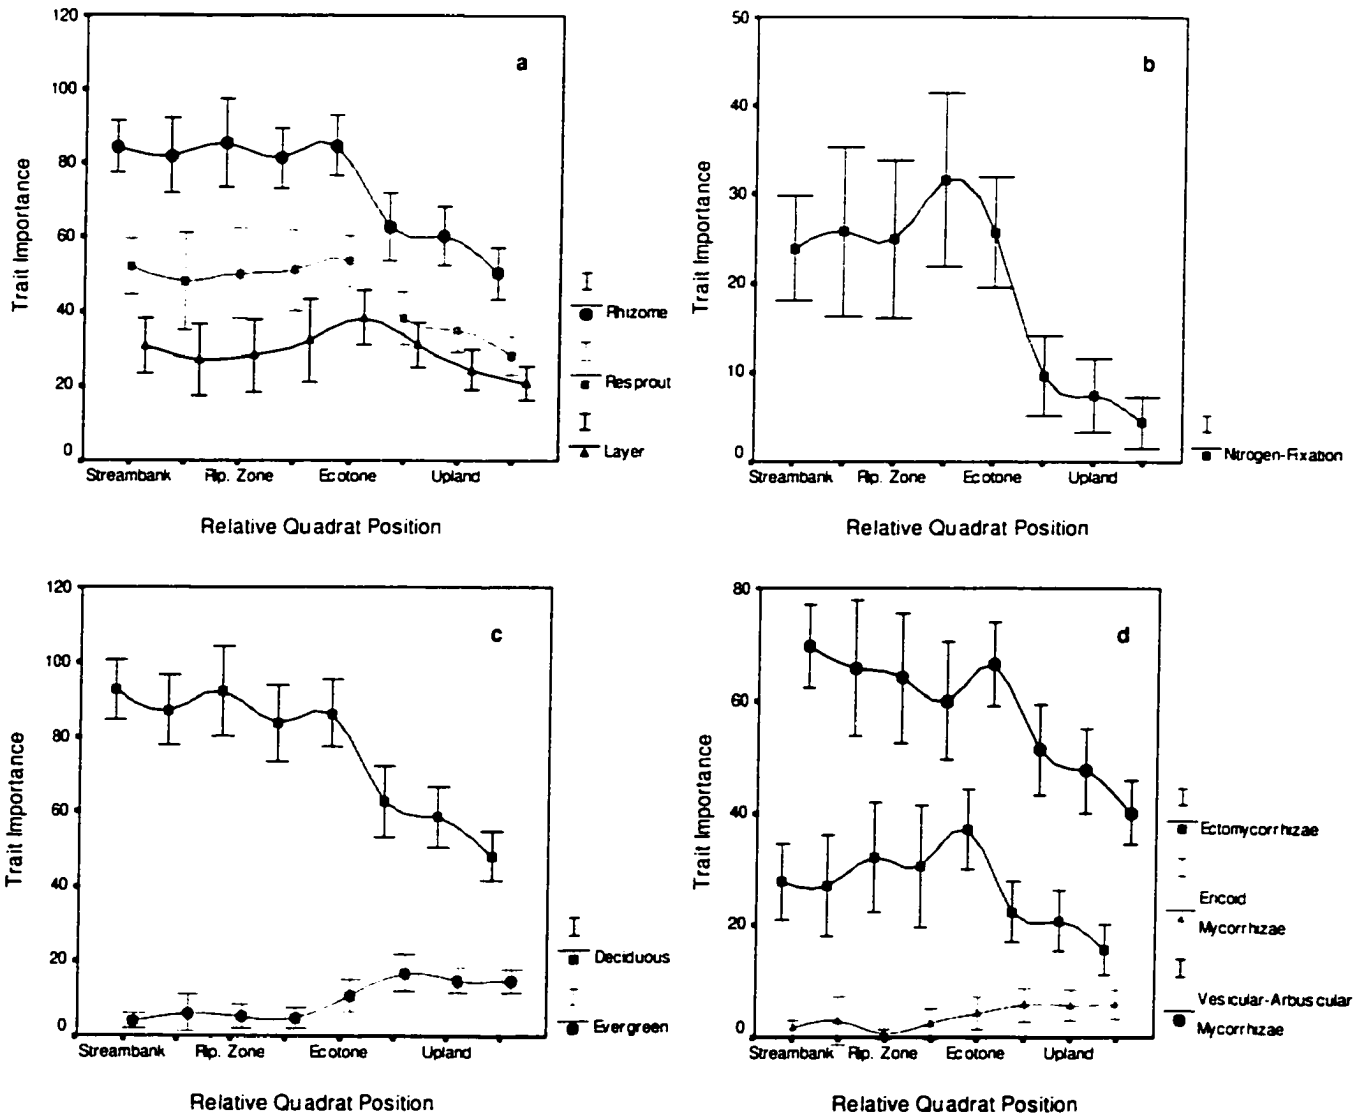 120
100
80
60
40
20
0
Trait Importance
a
Streambank Rip. Zone Ecotone Upland
Relative Quadrat Position
Rhizome
Resprout
Layer
50
40
30
20
10
0
Trait Importance
b
Streambank Rip. Zone Ecotone Upland
Relative Quadrat Position
Nitrogen-Fixation
120
100
80
60
40
20
0
Trait Importance
c
Streambank Rip. Zone Ecotone Upland
Relative Quadrat Position
Deciduous
Evergreen
80
60
40
20
0
Trait Importance
d
Streambank Rip. Zone Ecotone Upland
Relative Quadrat Position
Ectomycorrhizae
Ericoid
Mycorrhizae
Vesicular-Arbuscular
Mycorrhizae